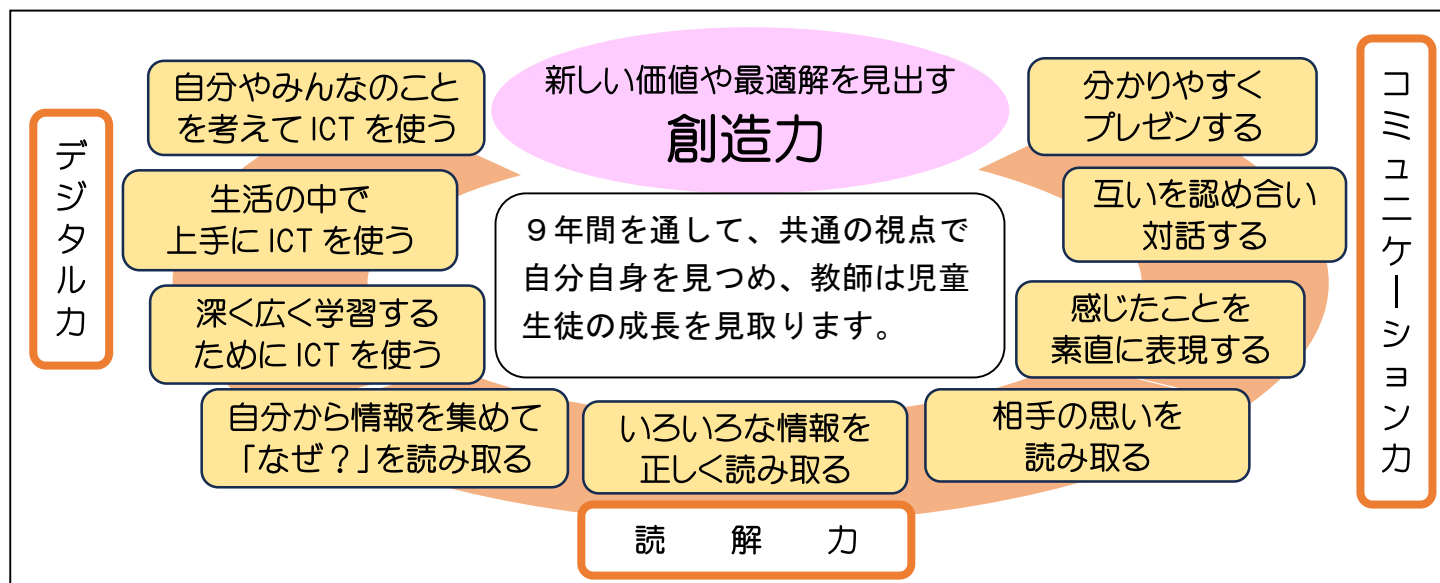 新しい価値や最適解を見出す
創造力
デジタル力
自分やみんなのこと
を考えて ICT を使う
生活の中で
上手に ICT を使う
深く広く学習する
ために ICT を使う
9年間を通して、共通の視点で
自分自身を見つめ、教師は児童
生徒の成長を見取ります。
分かりやすく
プレゼンする
互いを認め合い
対話する
感じたことを
素直に表現する
コミュニケーション力
自分から情報を集めて
「なぜ？」を読み取る
いろいろな情報を
正しく読み取る
相手の思いを
読み取る
読 解 力